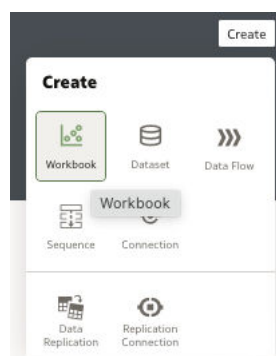 Create
Create
Workbook
Dataset
Data Flow
Workbook
Sequence
Connection
Data
Replication
Replication
Connection